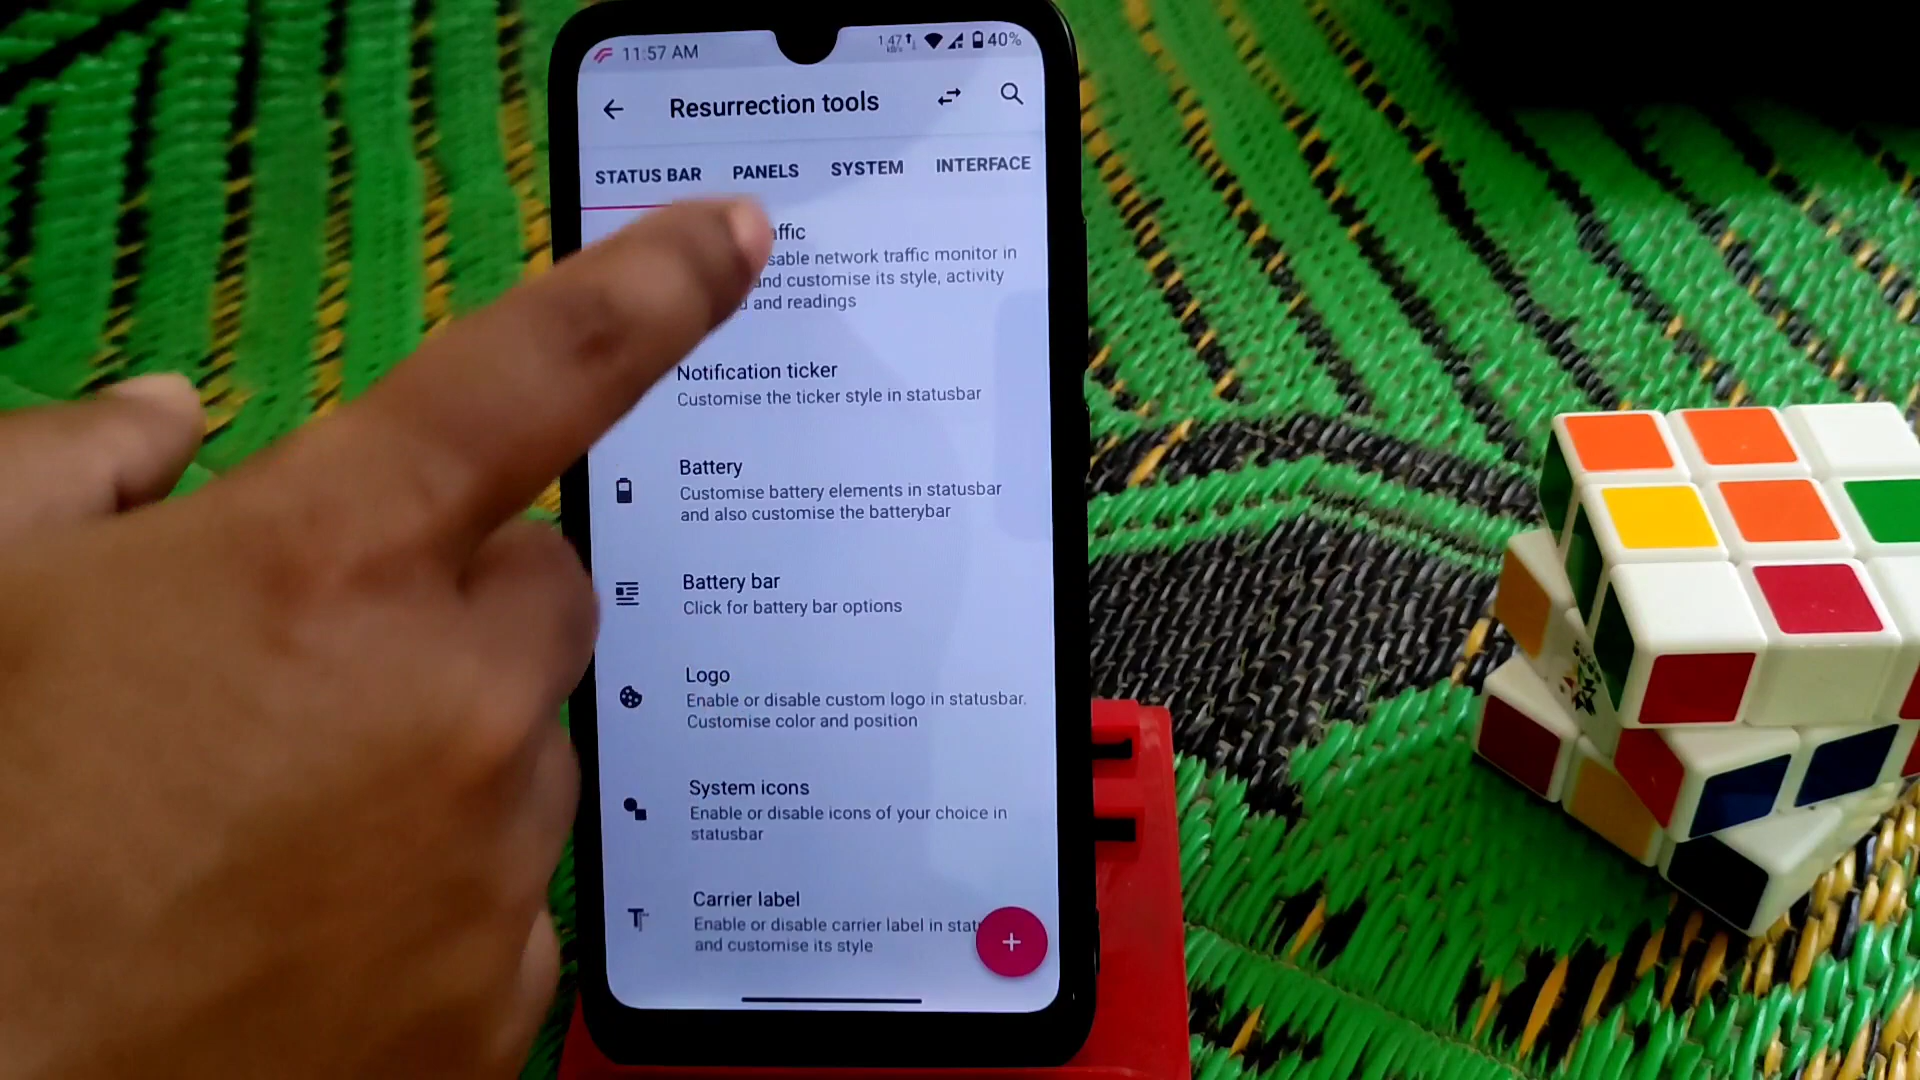 11:57 AM
1.47
40%
Resurrection tools
STATUS BAR
PANELS
SYSTEM
INTERFACE
affic
sable network traffic monitor in
and customise its style, activity
and readings
Notification ticker
Customise the ticker style in statusbar
Battery
Customise battery elements in statusbar
and also customise the batterybar
Battery bar
Click for battery bar options
Logo
Enable or disable custom logo in statusbar.
Customise color and position
System icons
Enable or disable icons of your choice in
statusbar
Carrier label
Enable or disable carrier label in stat
and customise its style